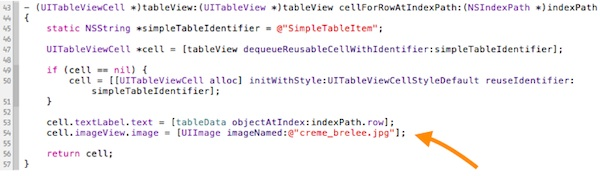 43 - (UITableViewCell *)tableView:(UITableView *)tableView cellForRowAtIndexPath:(NSIndexPath *)indexPath
44 {
45 static NSString *simpleTableIdentifier = @"SimpleTableItem";
46
47 UITableViewCell *cell = [tableView dequeueReusableCellWithIdentifier:simpleTableIdentifier];
48
49 if (cell == nil) {
50 cell = [[UITableViewCell alloc] initWithStyle:UITableViewCellStyleDefault reuseIdentifier:
simpleTableIdentifier];
51 }
52
53 cell.textLabel.text = [tableData objectAtIndex:indexPath.row];
54 cell.imageView.image = [UIImage imageNamed:@"creme_brelee.jpg"];
55
56 return cell;
57 }